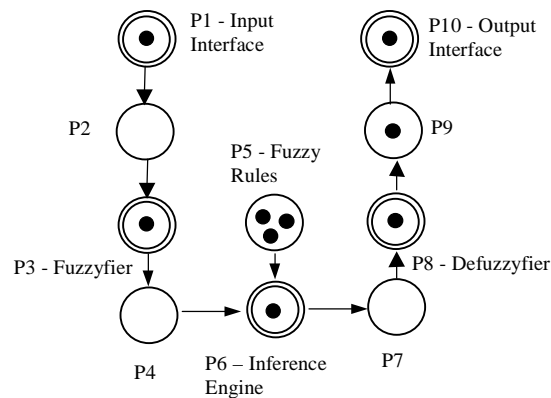 P1 - Input
Interface
P10 - Output
Interface
P2
P9
P5 - Fuzzy
Rules
P3 - Fuzzyfier
P8 - Defuzzyfier
P4
P6 – Inference
Engine
P7